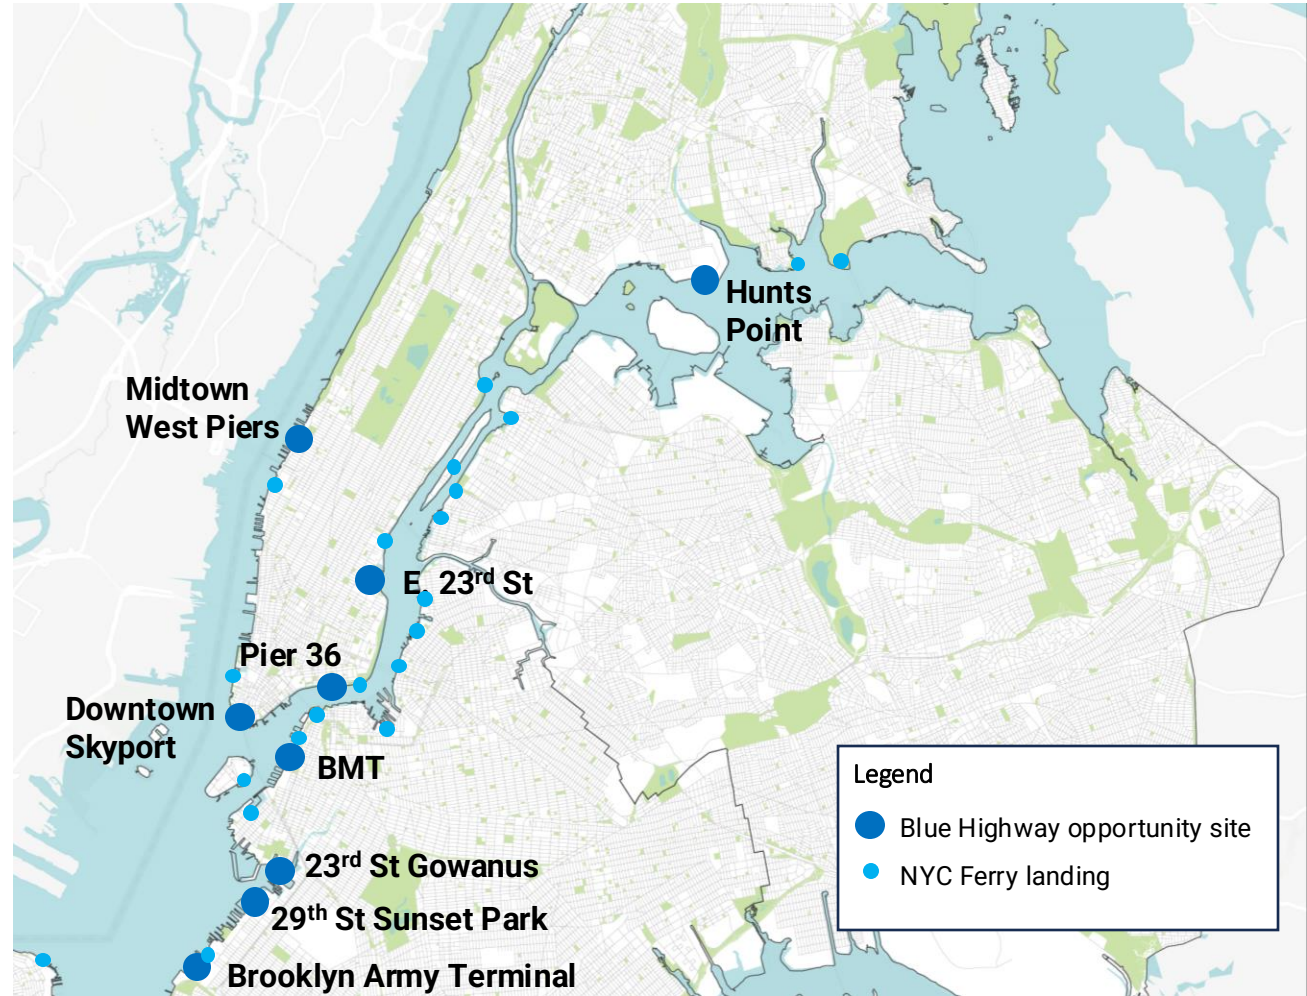 Hunts
Point
Midtown
West Piers
E. 23rd St
Pier 36
Downtown
Skyport
BMT
Legend
Blue Highway opportunity site
NYC Ferry landing
23rd St Gowanus
29th St Sunset Park
Brooklyn Army Terminal